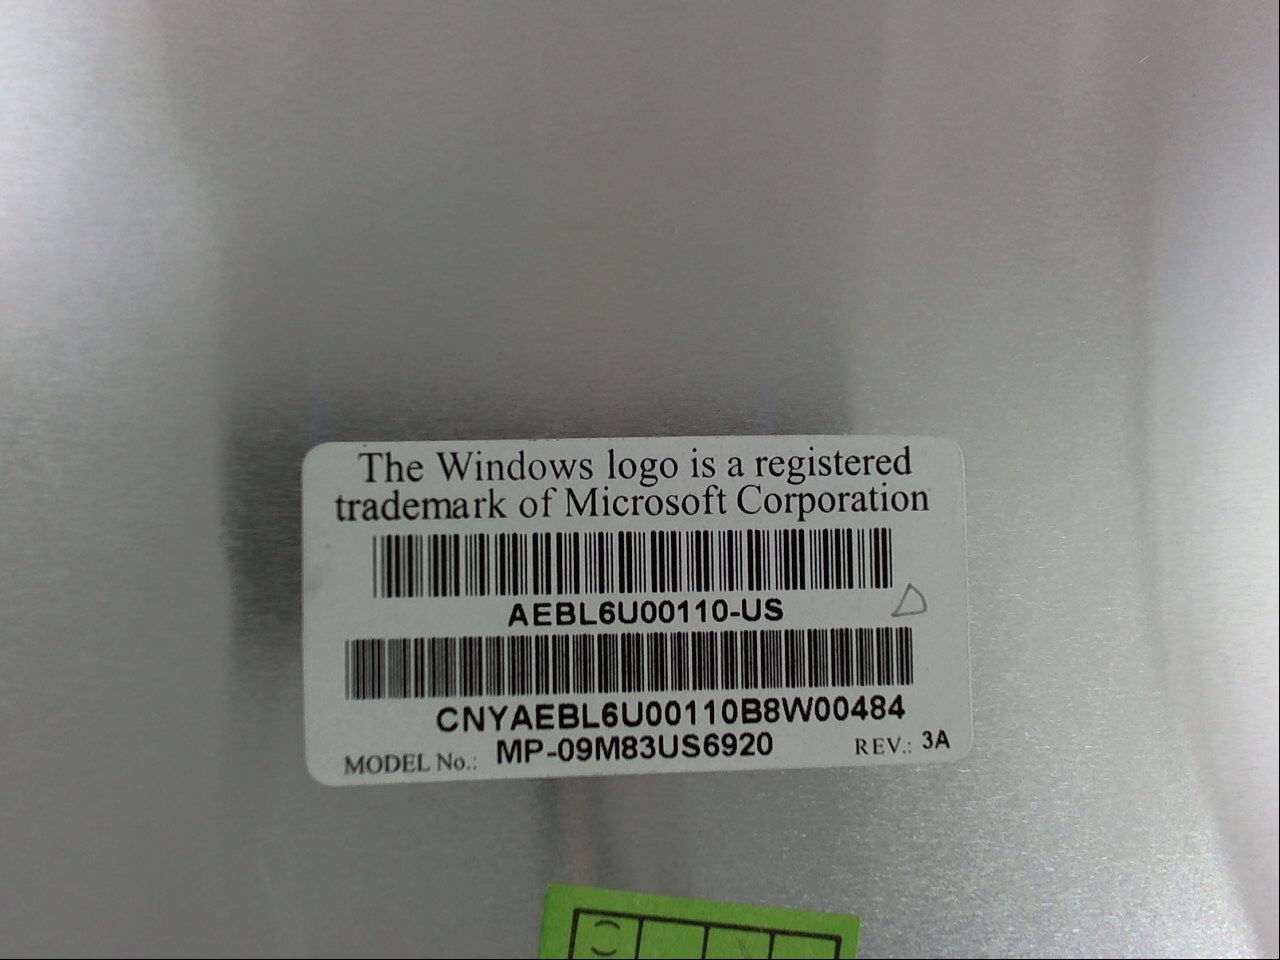 The Windows logo is a registered
trademark of Microsoft Corporation
AEBL6U00110-US
CNYAEBL6U00110B8W00484
MODEL No.: MP-09M83US6920 REV.: 3A